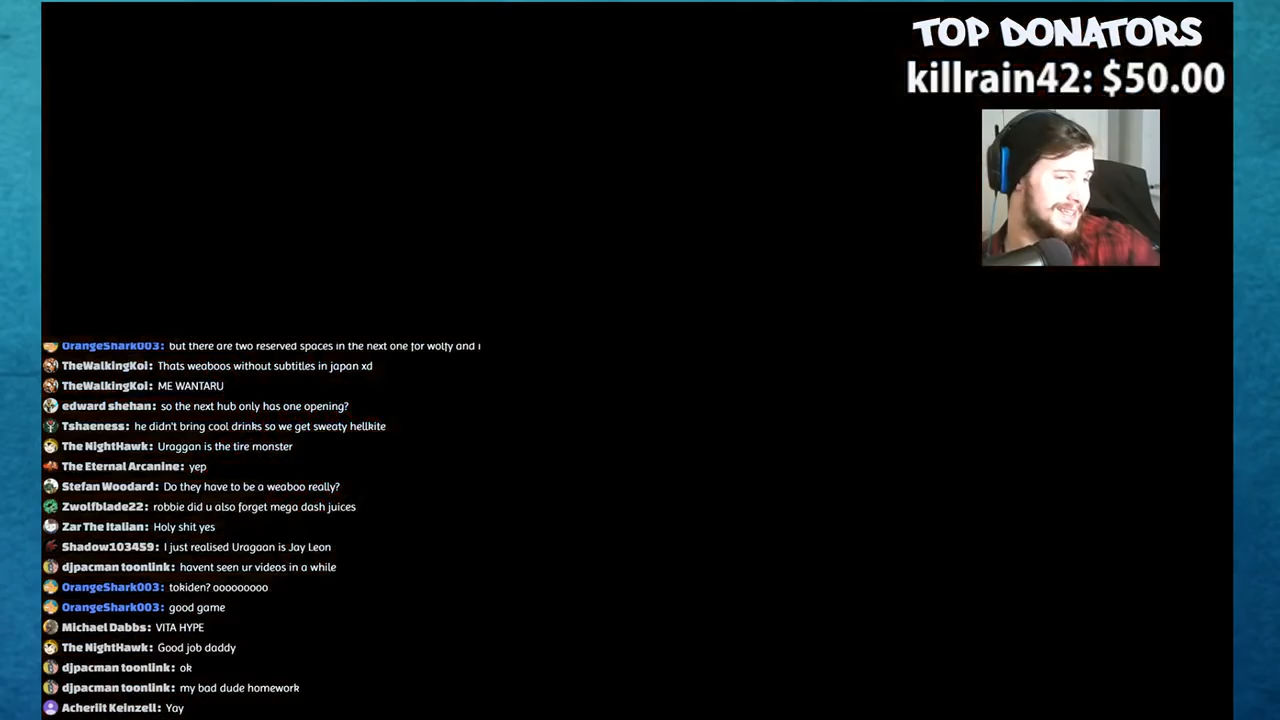 TOP DONATORS
killrain42: $50.00
OrangeShark003: but there are two reserved spaces in the next one for wolfy and i
TheWalkingKoi: Thats weaboos without subtitles in japan xd
TheWalkingKoi: ME WANTARU
edward shehan: so the next hub only has one opening?
Tshaeness: he didn't bring cool drinks so we get sweaty hellkite
The NightHawk: Uraggan is the tire monster
The Eternal Arcanine: yep
Stefan Woodard: Do they have to be a weaboo really?
Zwolfblade22: robbie did u also forget mega dash juices
Zar The Italian: Holy shit yes
Shadow103459: I just realised Uragaan is Jay Leon
djpacman toonlink: havent seen ur videos in a while
OrangeShark003: tokiden? ooooooooo
OrangeShark003: good game
Michael Dabbs: VITA HYPE
The NightHawk: Good job daddy
djpacman toonlink: ok
djpacman toonlink: my bad dude homework
Acheriit Keinzell: Yay